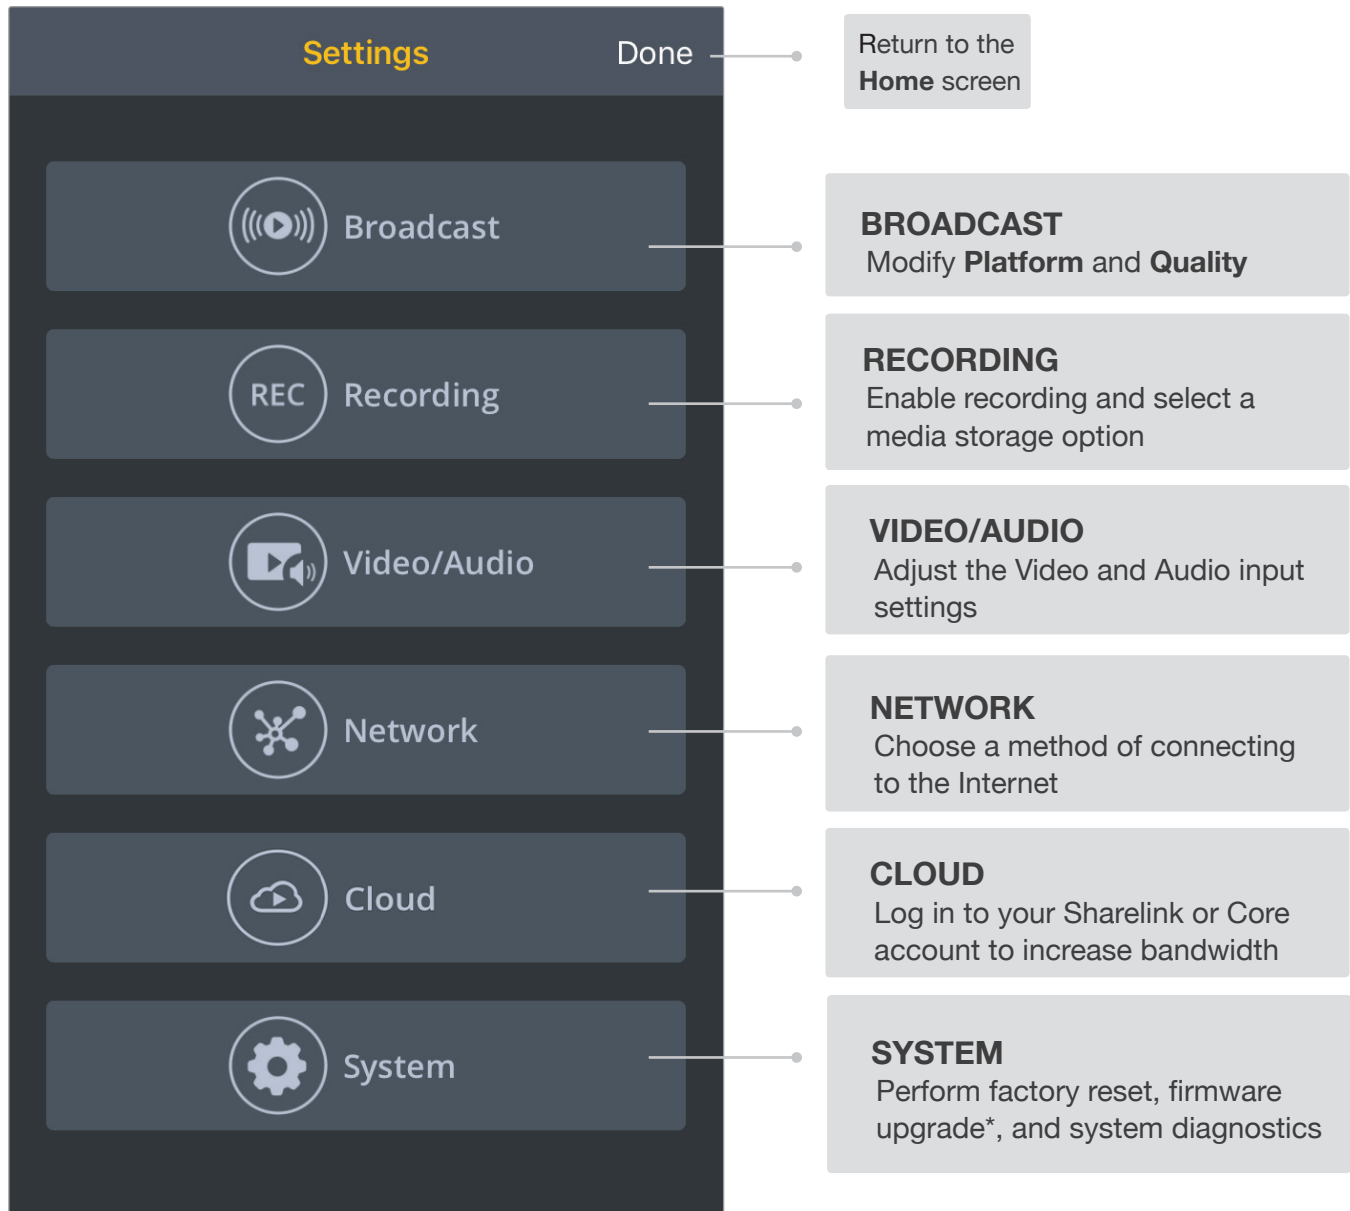 Settings
Done
Return to the
Home screen
Broadcast
BROADCAST
Modify Platform and Quality
REC
Recording
RECORDING
Enable recording and select a
media storage option
Video/Audio
VIDEO/AUDIO
Adjust the Video and Audio input
settings
Network
NETWORK
Choose a method of connecting
to the Internet
Cloud
CLOUD
Log in to your Sharelink or Core
account to increase bandwidth
System
SYSTEM
Perform factory reset, firmware
upgrade*, and system diagnostics